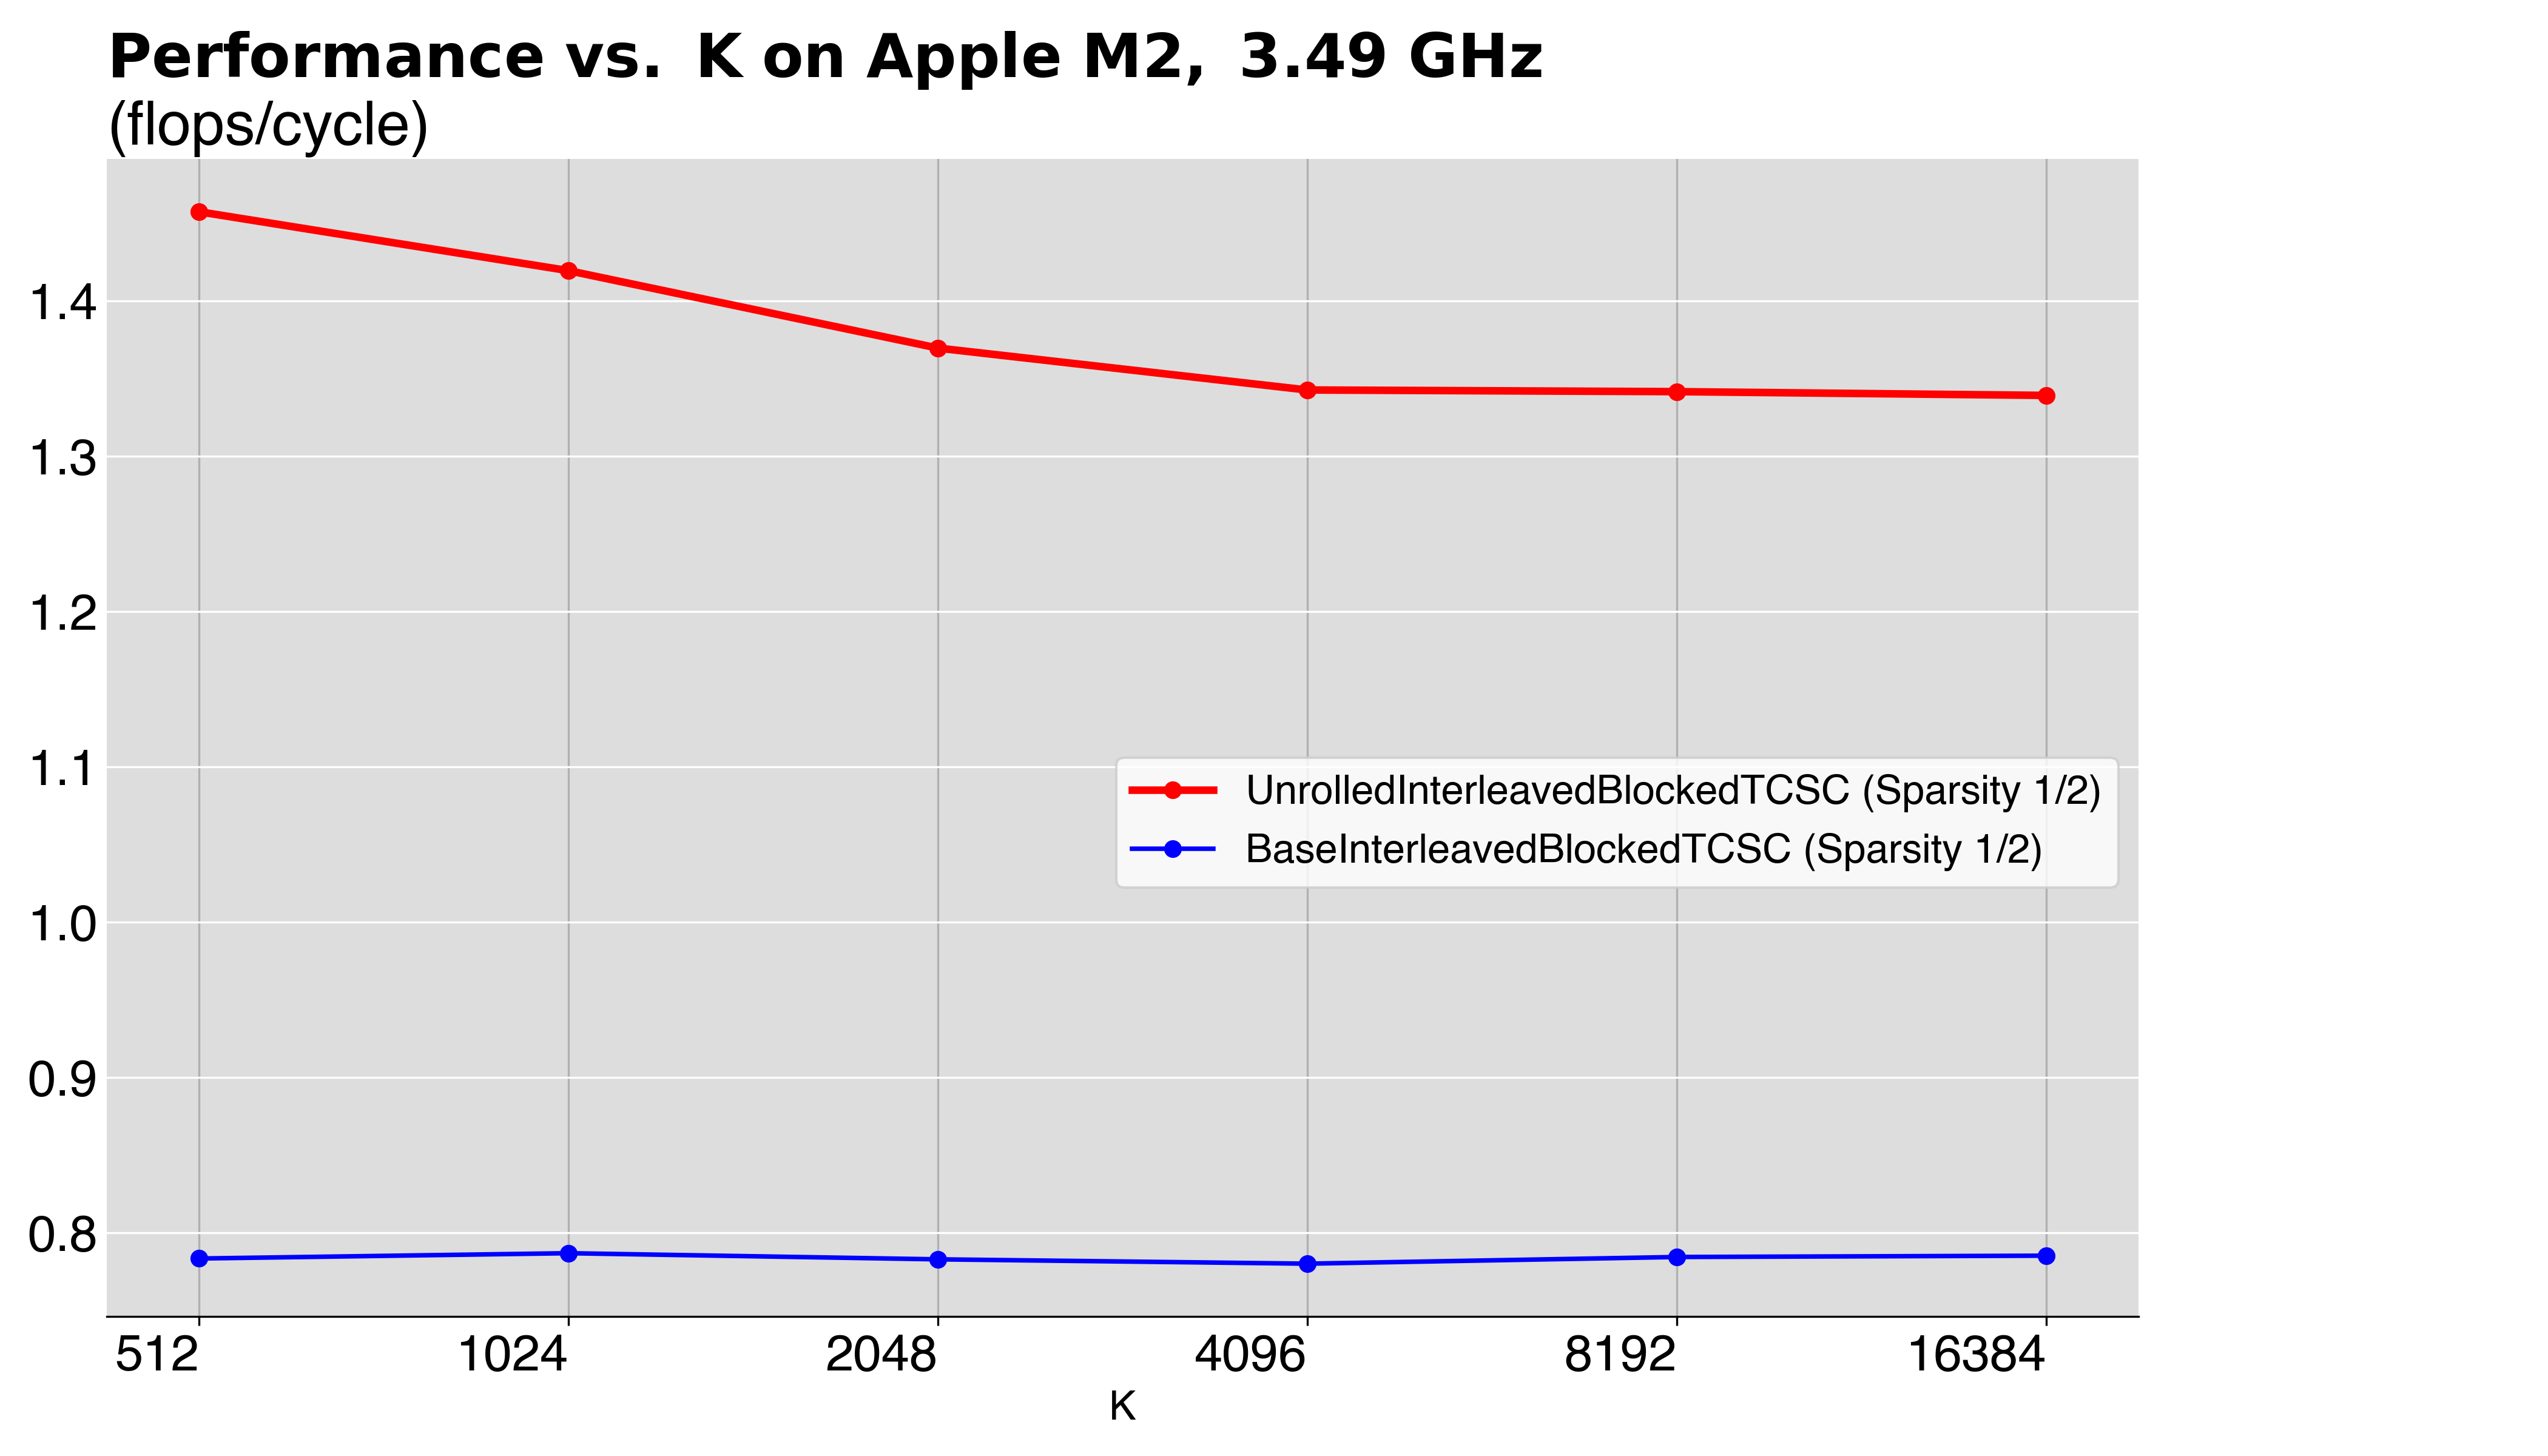 Performance vs. K on Apple M2, 3.49 GHz
(flops/cycle)
1.4
1.3
1.2
1.1
1.0
0.9
0.8
UnrolledInterleavedBlockedTCSC (Sparsity 1/2)
BaseInterleavedBlockedTCSC (Sparsity 1/2)
512 1024 2048 4096 8192 16384
K